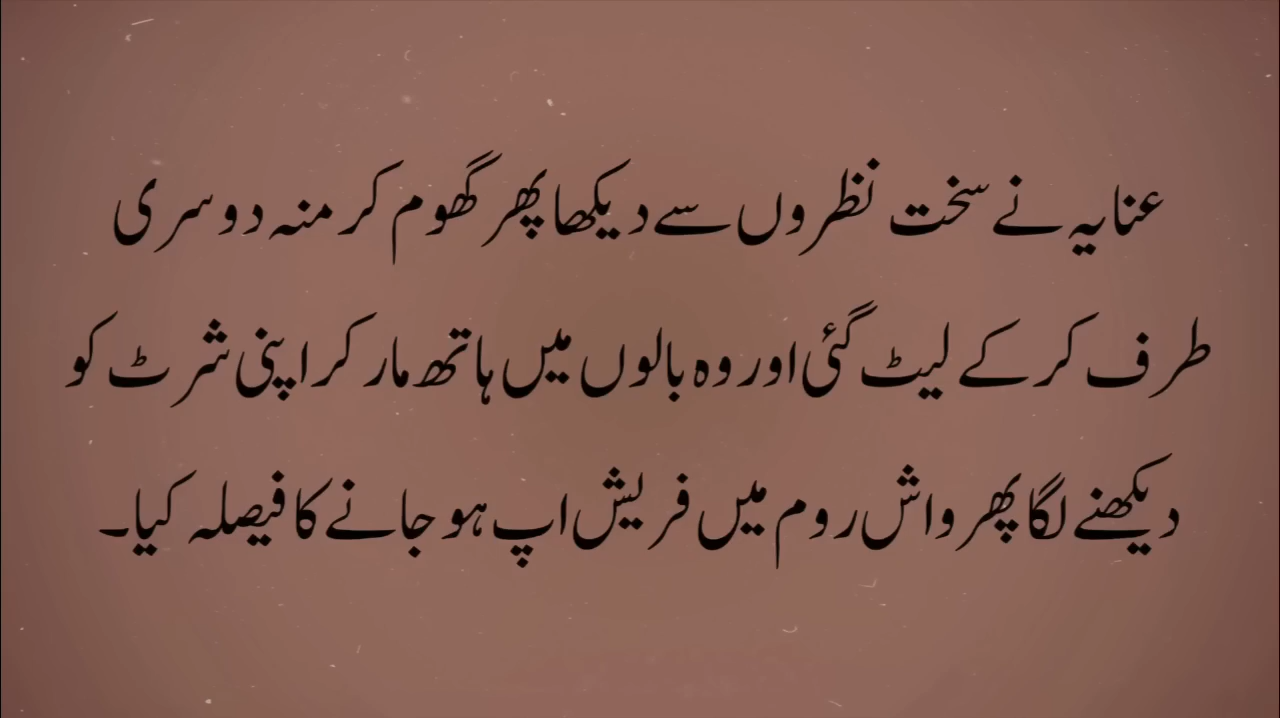 عنایہ نے سخت نظروں سے دیکھا پھر گھوم کر منہ دوسری
طرف کر کے لیٹ گئی اور وہ بالوں میں ہاتھ مار کر اپنی شرٹ کو
دیکھنے لگا پھر واش روم میں فریش اپ ہو جانے کا فیصلہ کیا۔